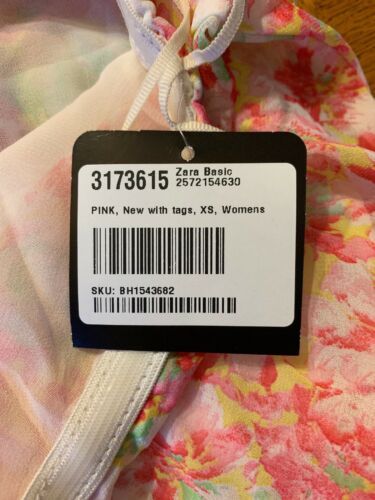 3173615 Zara Basic
2572154630
PINK, New with tags, XS, Womens
SKU: BH1543682